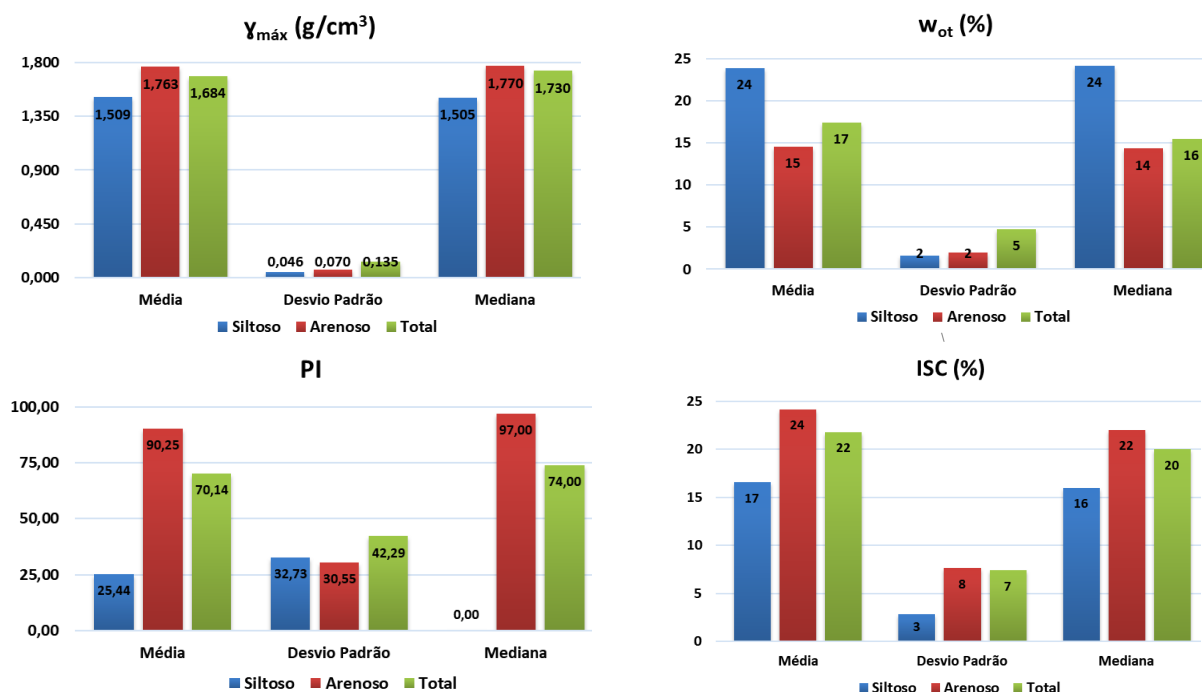 Ɣmáx (g/cm³)
1,800
1,350
0,900
0,450
0,000
1,509
1,763
1,684
0,046
0,070
0,135
1,505
1,770
1,730
Média
Desvio Padrão
Mediana
Siltoso Arenoso Total
wot (%)
25
20
15
10
5
0
24
15
17
2
2
5
24
14
16
Média
Desvio Padrão
Mediana
Siltoso Arenoso Total
\
PI
100,00
75,00
50,00
25,00
0,00
25,44
90,25
70,14
32,73
30,55
42,29
0,00
97,00
74,00
Média
Desvio Padrão
Mediana
Siltoso Arenoso Total
ISC (%)
25
20
15
10
5
0
17
24
22
3
8
7
16
22
20
Média
Desvio Padrão
Mediana
Siltoso Arenoso Total